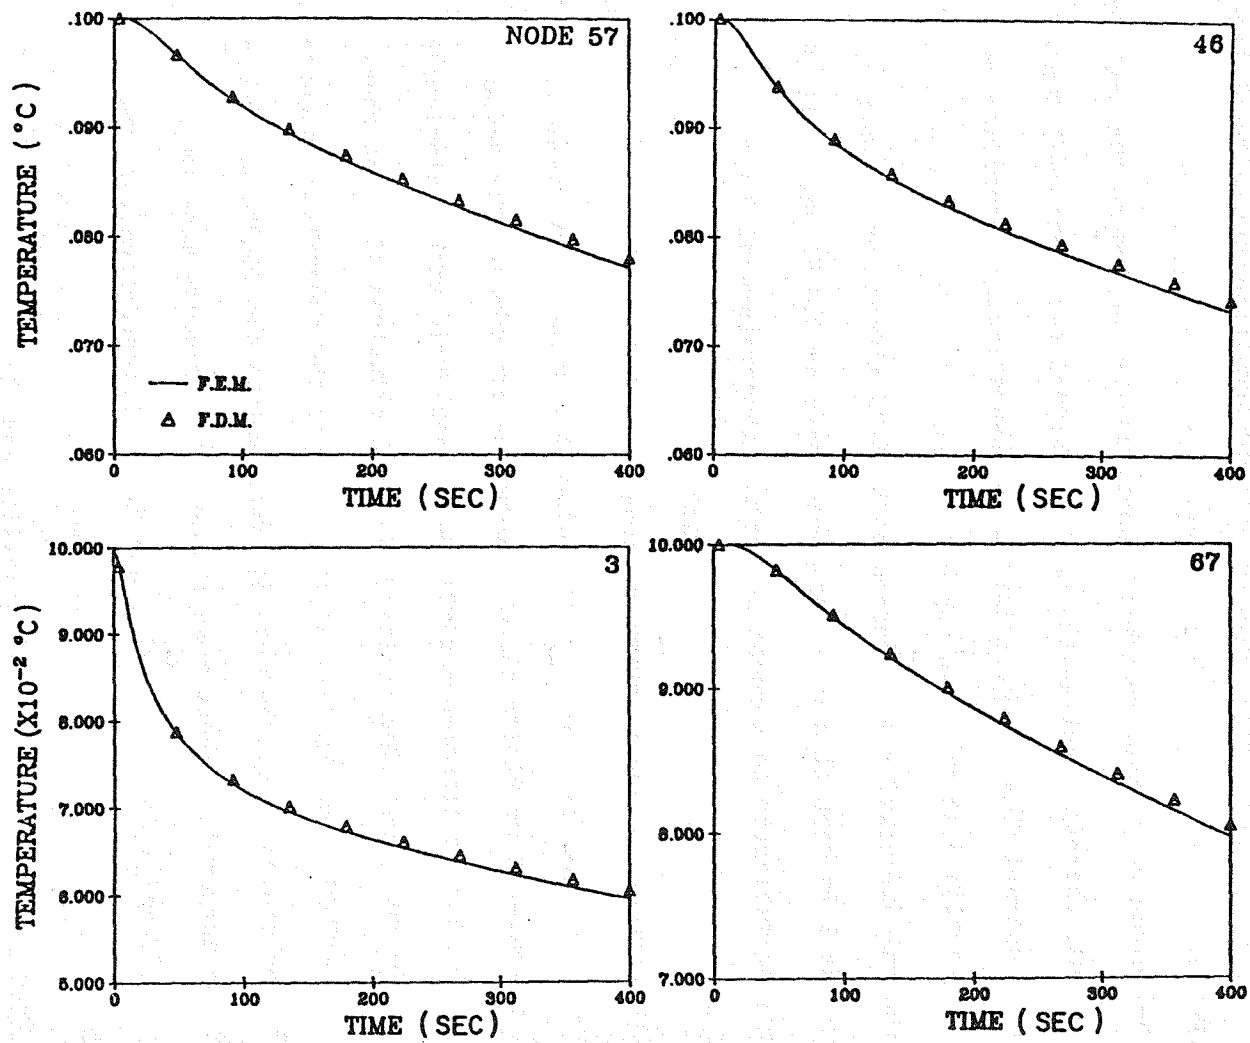 NODE 57
.100
.090
.080
.070
.060
TEMPERATURE (°C)
F.E.M.
F.D.M.
0 100 200 300 400
TIME (SEC)
46
.100
.090
.080
.070
.060
0 100 200 300 400
TIME (SEC)
3
10.000
9.000
8.000
7.000
6.000
5.000
TEMPERATURE (X10⁻² °C)
0 100 200 300 400
TIME (SEC)
67
10.000
9.000
8.000
7.000
0 100 200 300 400
TIME (SEC)